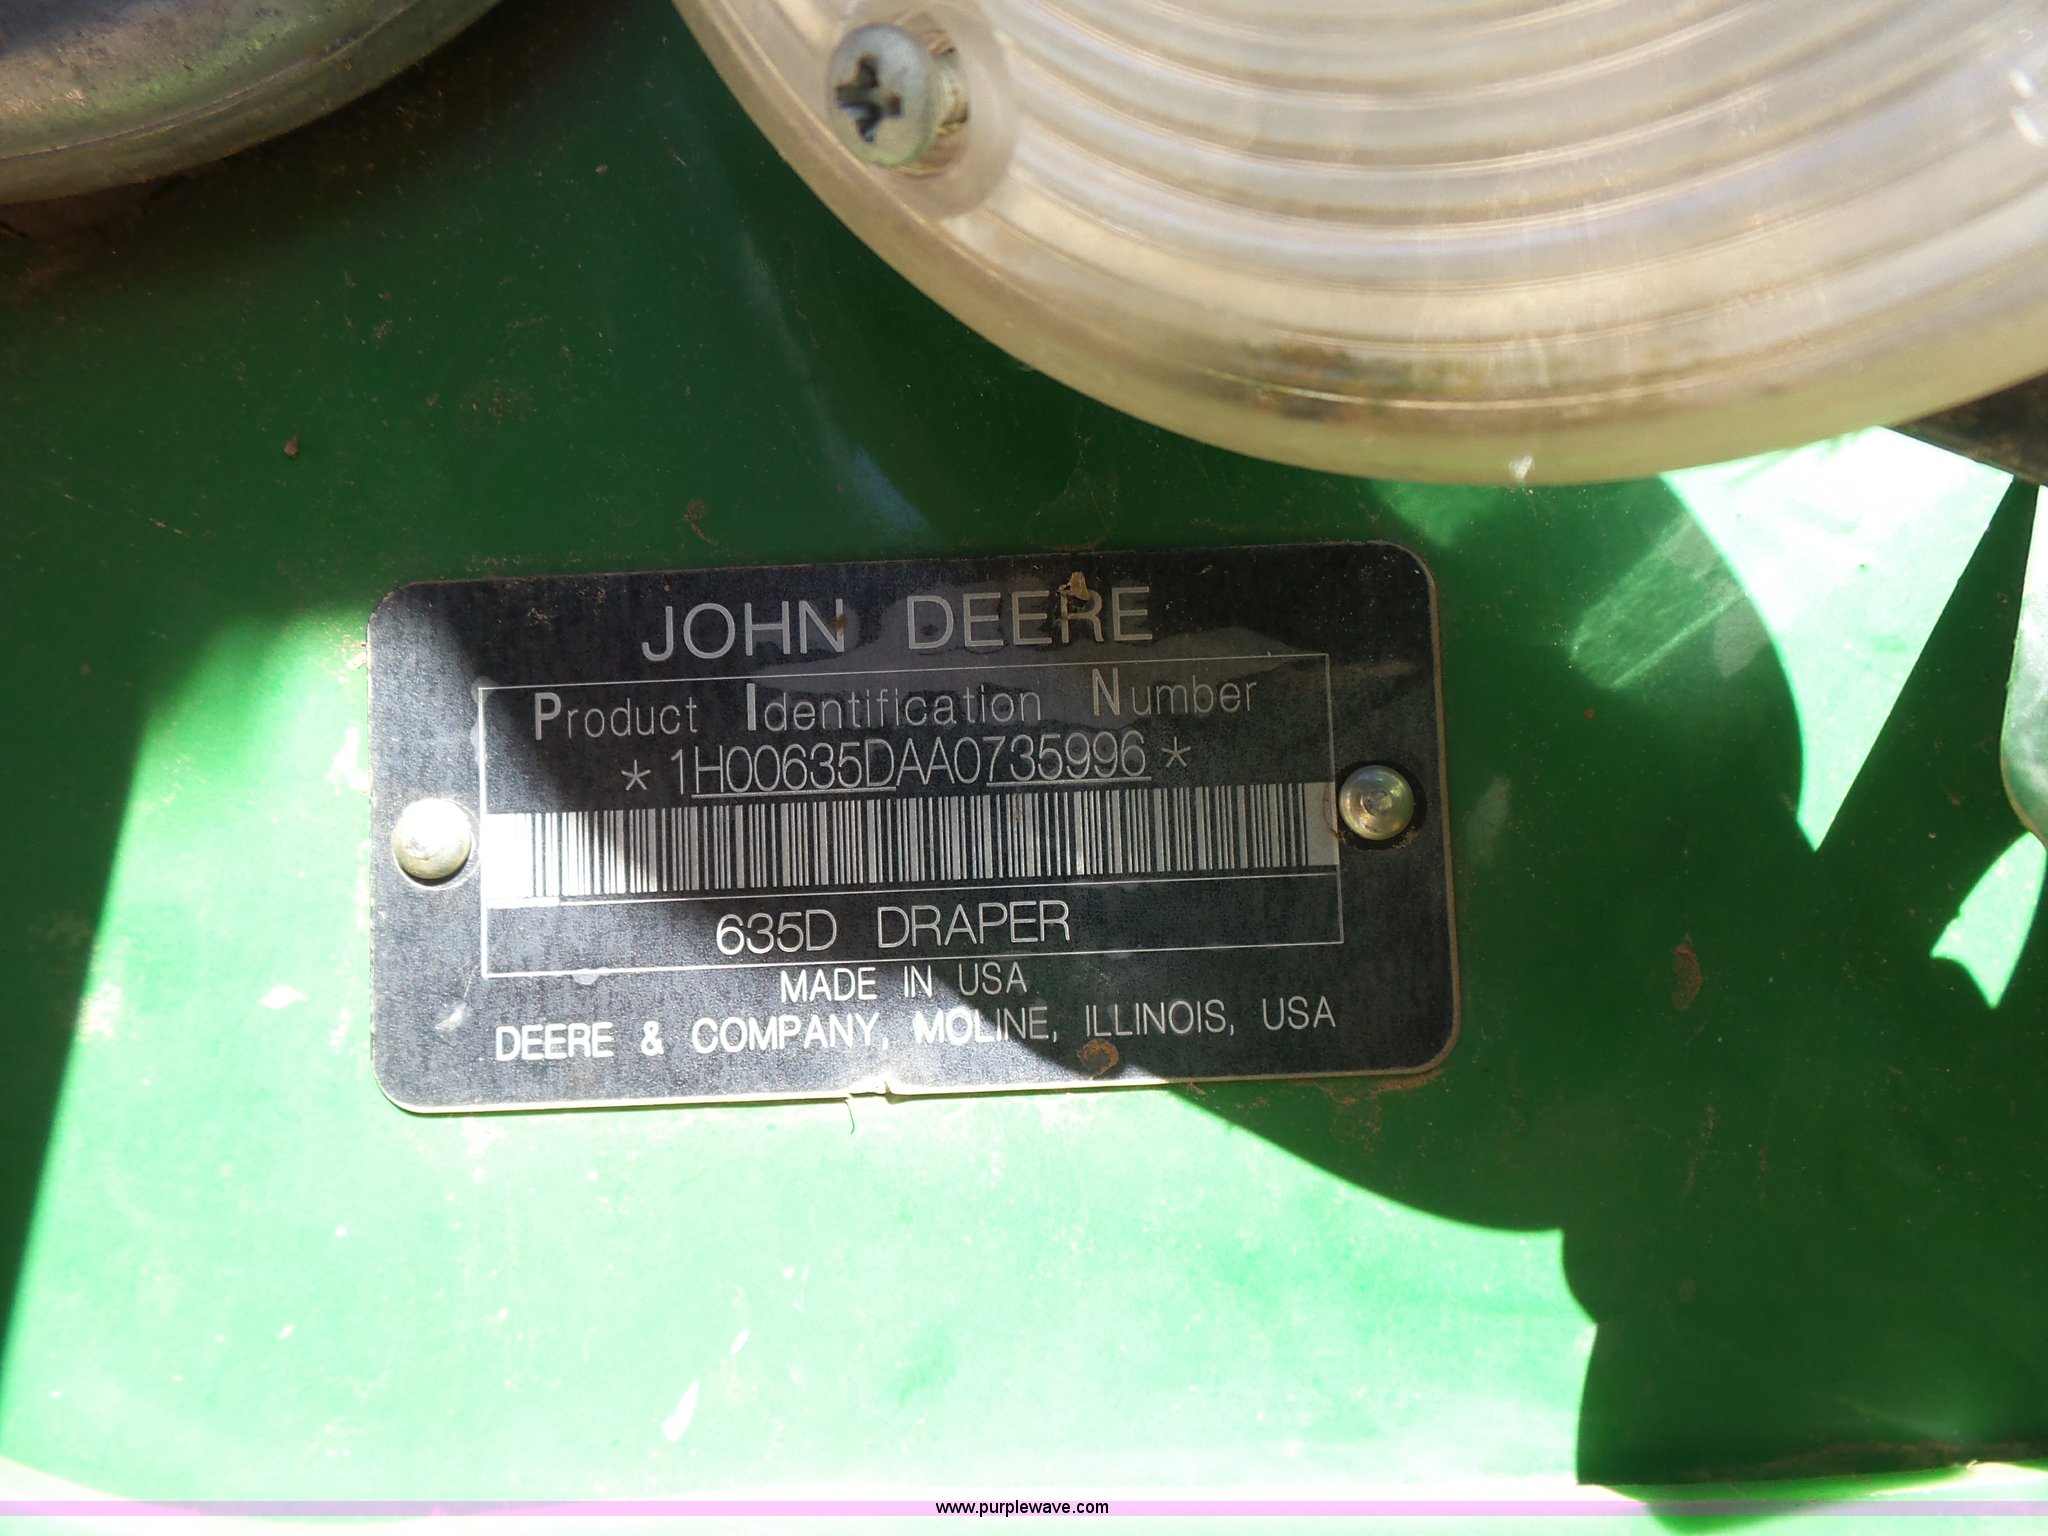 JOHN DEERE
Product Identification Number
*1H00635DAA0735996*
635D DRAPER
MADE IN USA
DEERE & COMPANY, MOLINE, ILLINOIS, USA
www.purplewave.com